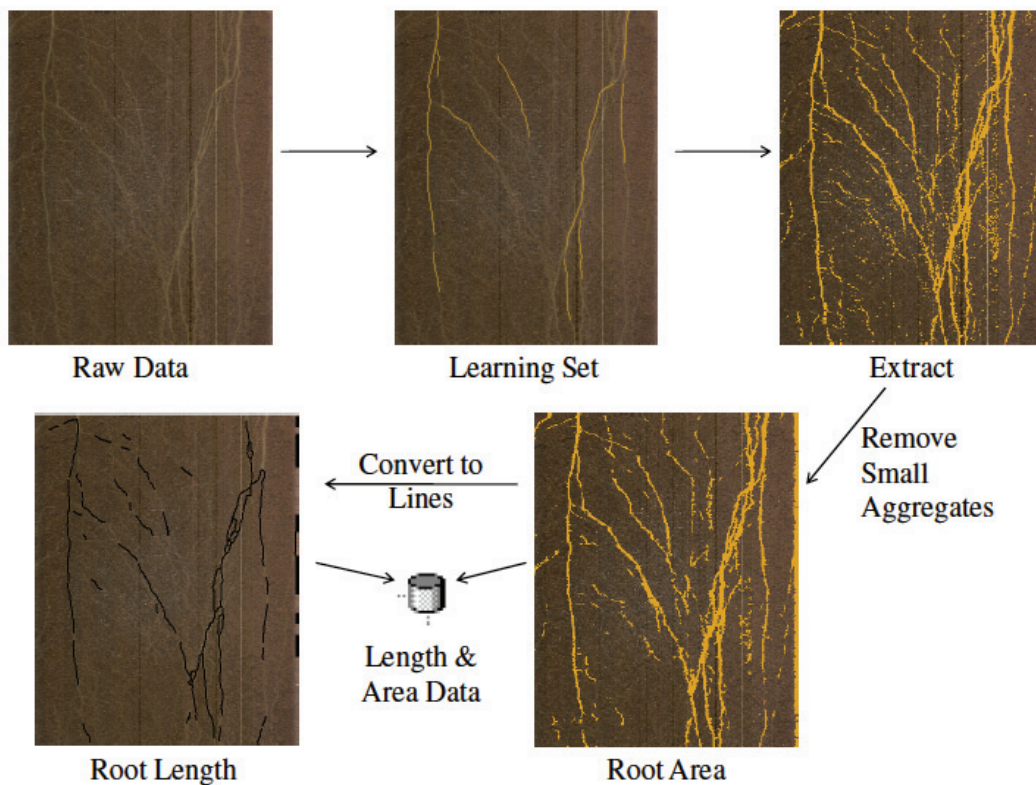 Raw Data
Learning Set
Extract
Remove
Small
Aggregates
Convert to
Lines
Length &
Area Data
Root Length
Root Area